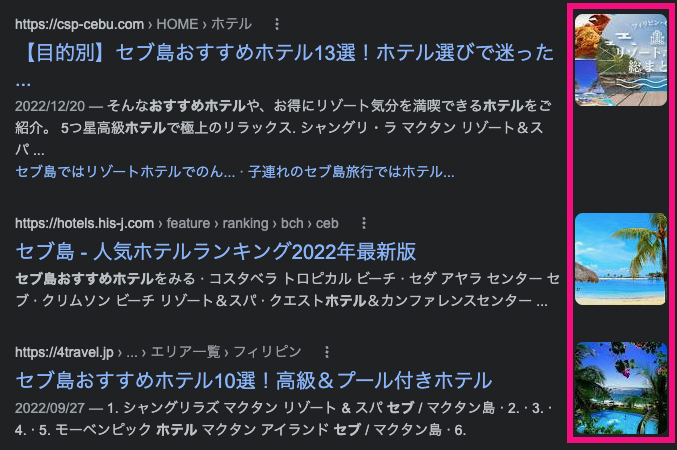 https://csp-cebu.com › HOME › ホテル
【目的別】セブ島おすすめホテル13選！ホテル選びで迷った
...
2022/12/20 — そんなおすすめホテルや、お得にリゾート気分を満喫できるホテルをご
紹介。 5つ星高級ホテルで極上のリラックス. シャングリ・ラ マクタン リゾート＆ス
パ ...
セブ島ではリゾートホテルでのん... · 子連れのセブ島旅行ではホテル...
フィリピン・セ
リゾートホ
総まと
https://hotels.his-j.com › feature › ranking › bch › ceb
セブ島 - 人気ホテルランキング2022年最新版
セブ島おすすめホテルをみる · コスタベラ トロピカル ビーチ · セダ アヤラ センター セ
ブ · クリムソン ビーチ リゾート＆スパ · クエストホテル＆カンファレンスセンター ...
https://4travel.jp › ... › エリア一覧 › フィリピン
セブ島おすすめホテル10選！高級＆プール付きホテル
2022/09/27 — 1. シャングリラズ マクタン リゾート & スパ セブ / マクタン島 · 2. · 3. ·
4. · 5. モーベンピック ホテル マクタン アイランド セブ / マクタン島 · 6.